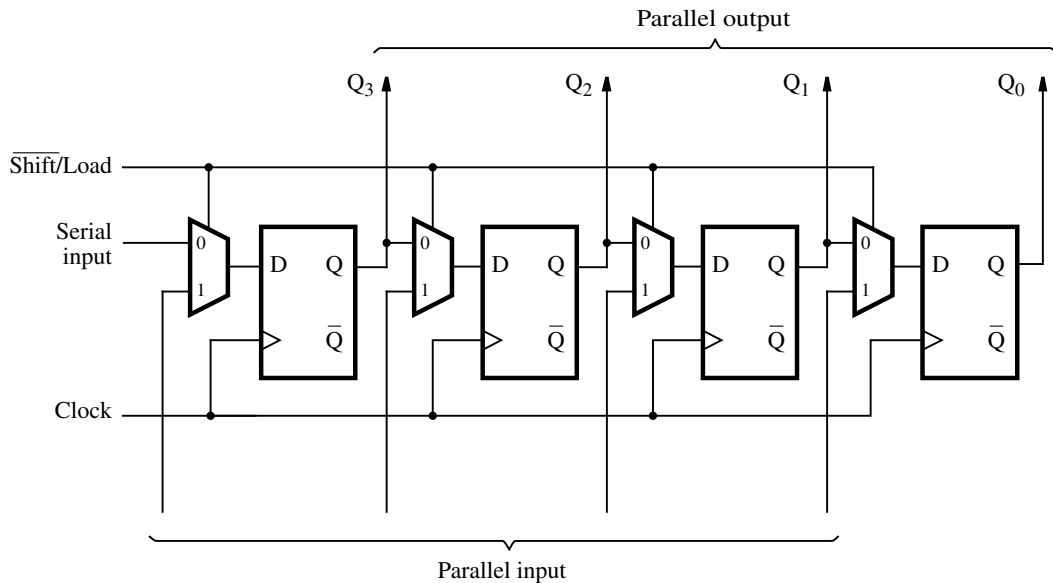 Parallel output
Q3 Q2 Q1 Q0
S̅h̅i̅f̅t̅/Load
Serial
input
0 0 0 0
D Q D Q D Q D Q
1 1 1 1
Q̅ Q̅ Q̅ Q̅
Clock
Parallel input